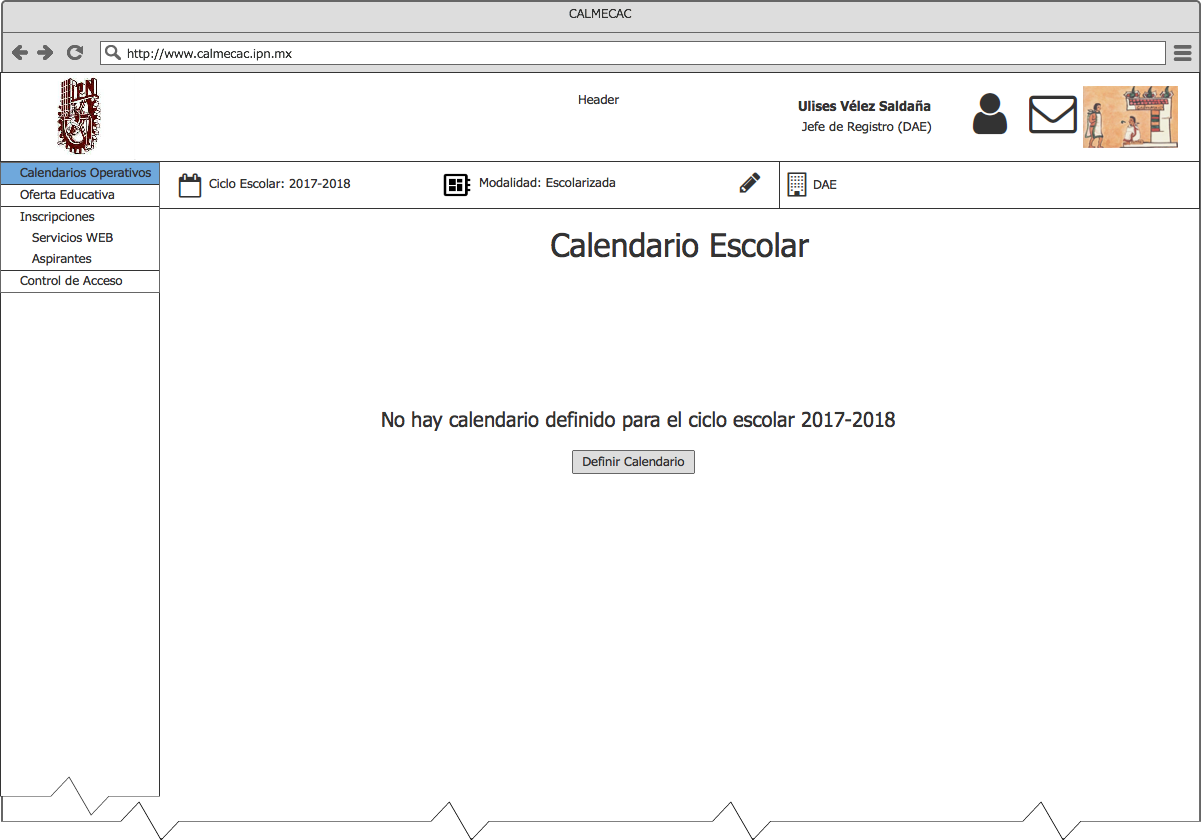 CALMECAC
http://www.calmecac.ipn.mx
IPN
Header
Ulises Vélez Saldaña
Jefe de Registro (DAE)
Calendarios Operativos
Oferta Educativa
Inscripciones
Servicios WEB
Aspirantes
Control de Acceso
Ciclo Escolar: 2017-2018
Modalidad: Escolarizada
DAE
Calendario Escolar
No hay calendario definido para el ciclo escolar 2017-2018
Definir Calendario